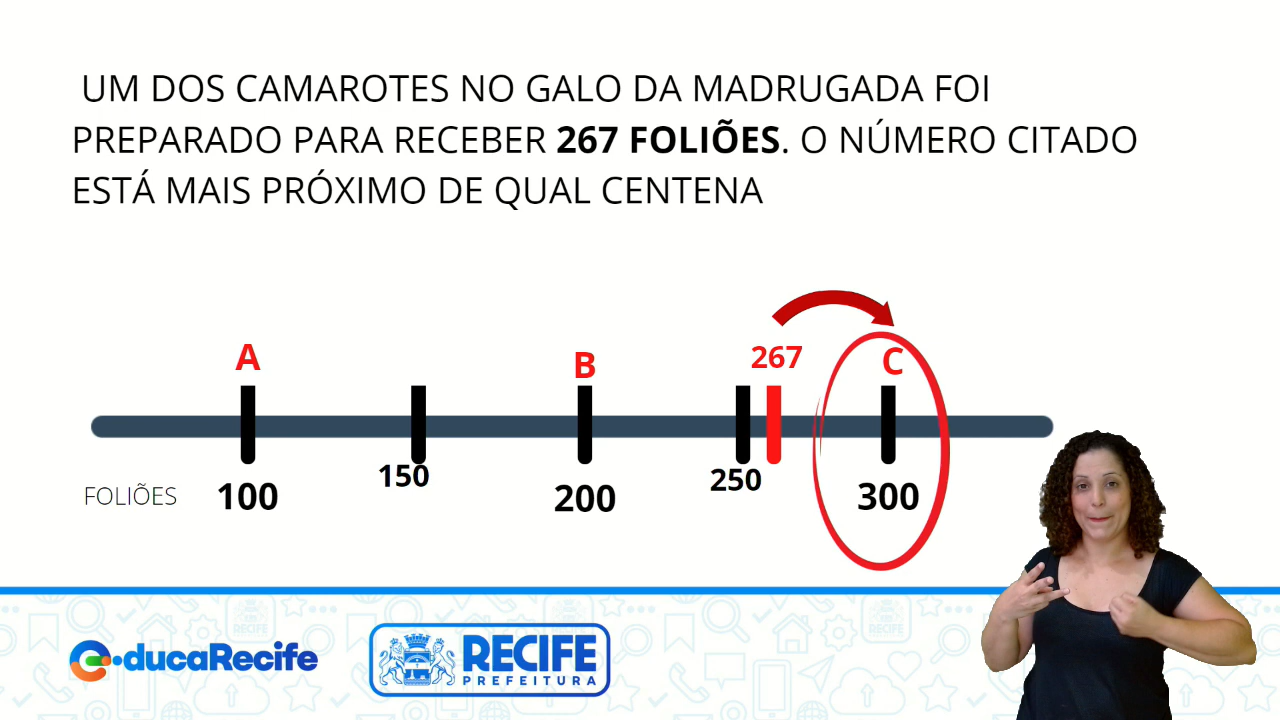 UM DOS CAMAROTES NO GALO DA MADRUGADA FOI
PREPARADO PARA RECEBER 267 FOLIÕES. O NÚMERO CITADO
ESTÁ MAIS PRÓXIMO DE QUAL CENTENA
A
B
267
C
150
250
FOLIÕES
100
200
300
ducaRecife
RECIFE
PREFEITURA